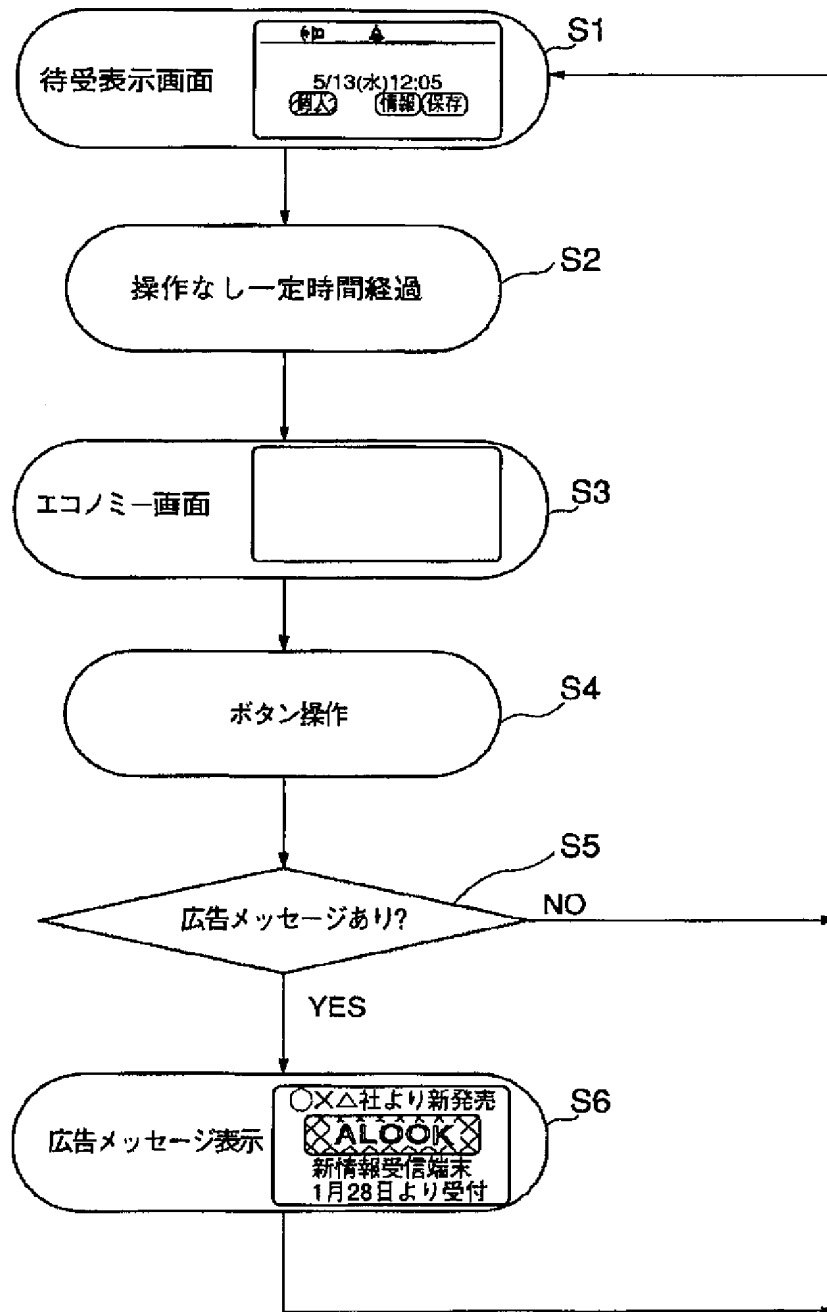 S1
待受表示画面
5/13(水)12:05
個人 情報 保存
S2
操作なし一定時間経過
S3
エコノミー画面
S4
ボタン操作
S5
広告メッセージあり?
NO
YES
S6
広告メッセージ表示
○×△社より新発売
ALOOK
新情報受信端末
1月28日より受付